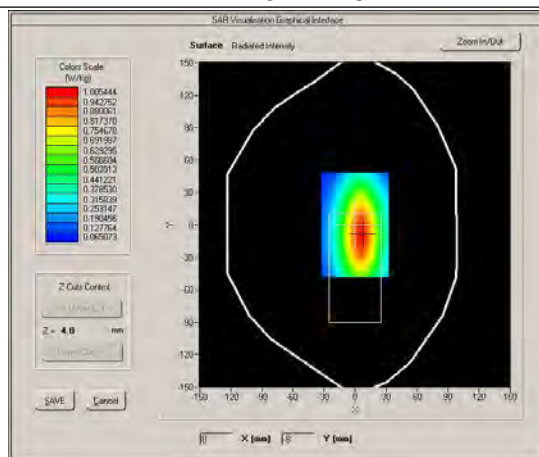 SAR Visualisation Graphical Interface
Surface Radiated Intensity
Zoom In/Out
Colors Scale
(W/kg)
1.005444
0.942752
0.880061
0.817370
0.754678
0.691987
0.629295
0.566604
0.503913
0.441221
0.378530
0.315839
0.253147
0.190456
0.127764
0.065073
150-
120-
90-
60-
30-
Y
0-
-30-
-60-
-90-
-120-
-150-
-150 -120 -90 -60 -30 0 30 60 90 120 150
X
Z Cuts Control
Z = 4.0 mm
SAVE
Cancel
X (mm)
-8 Y (mm)